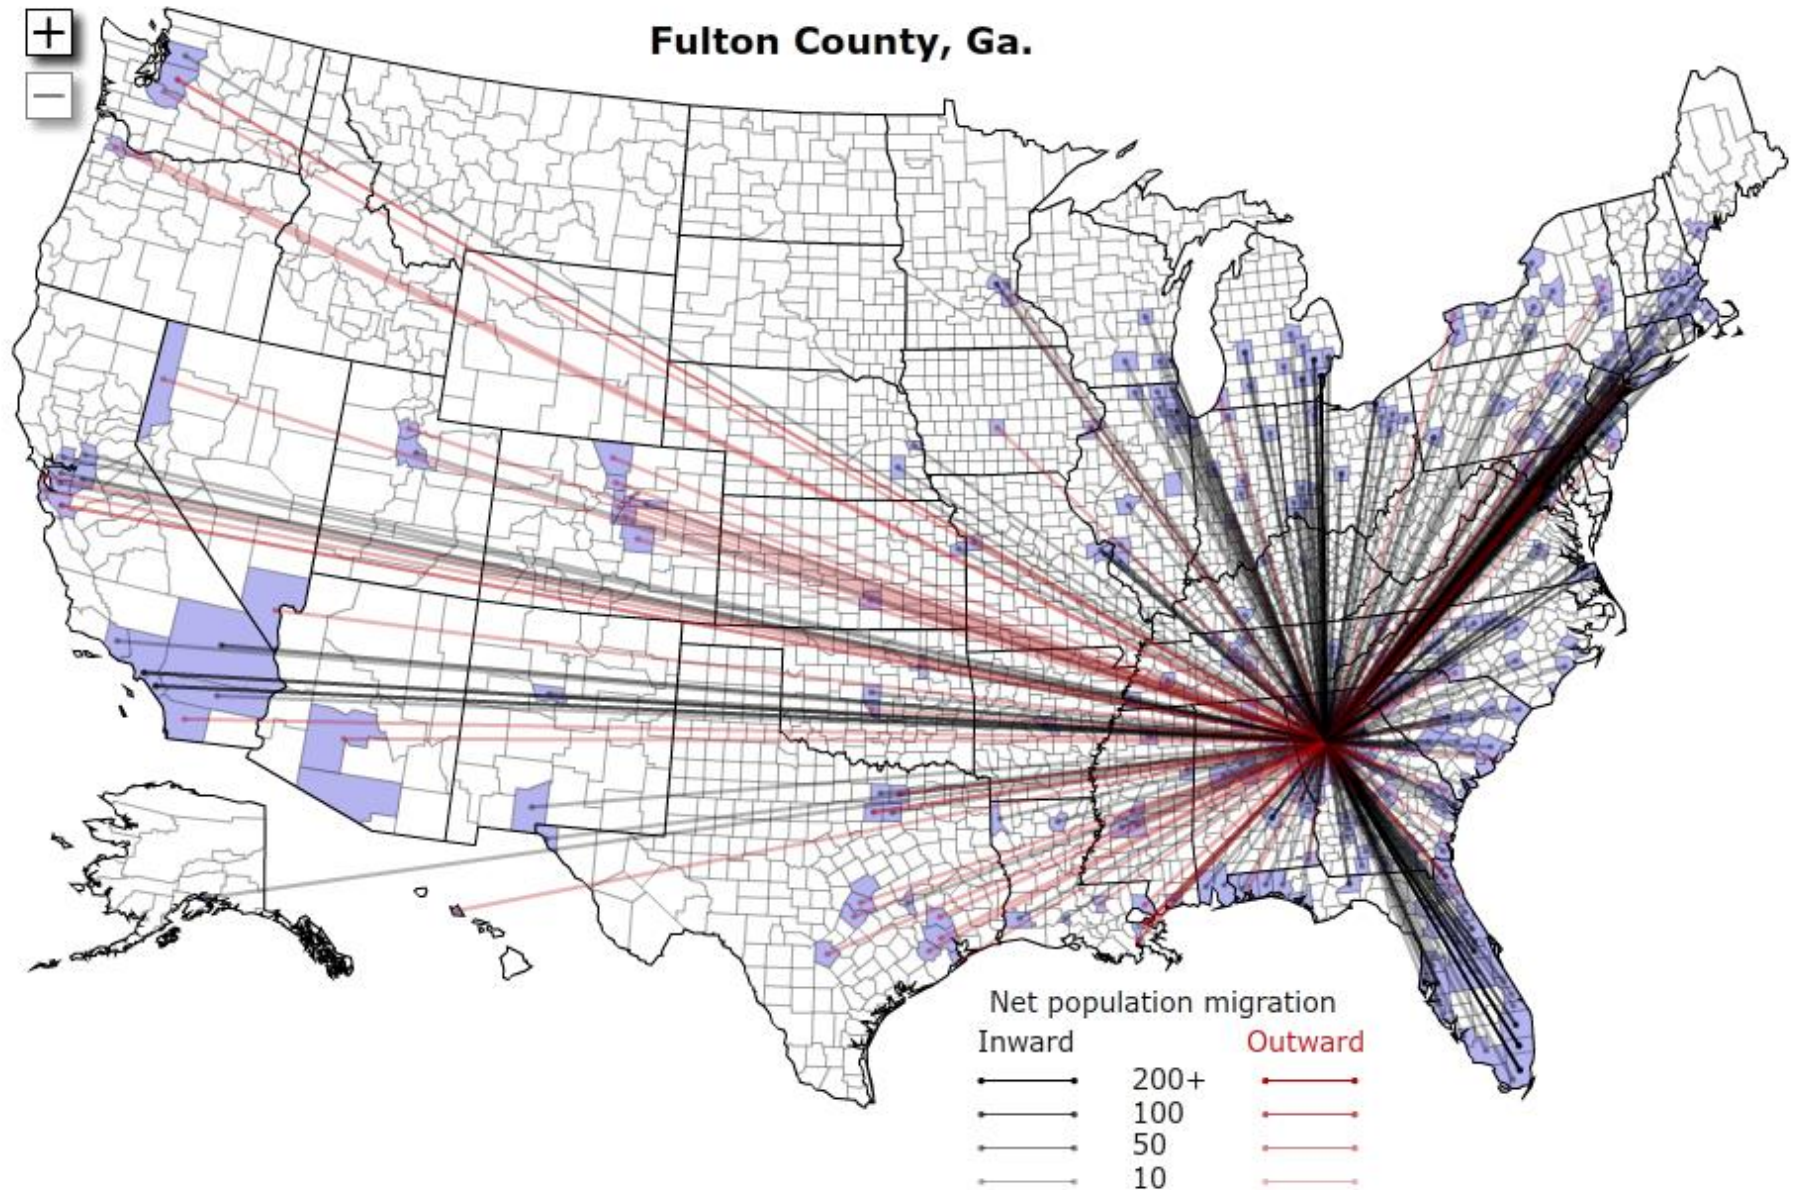 +
Fulton County, Ga.
−
Net population migration
Inward Outward
200+
100
50
10